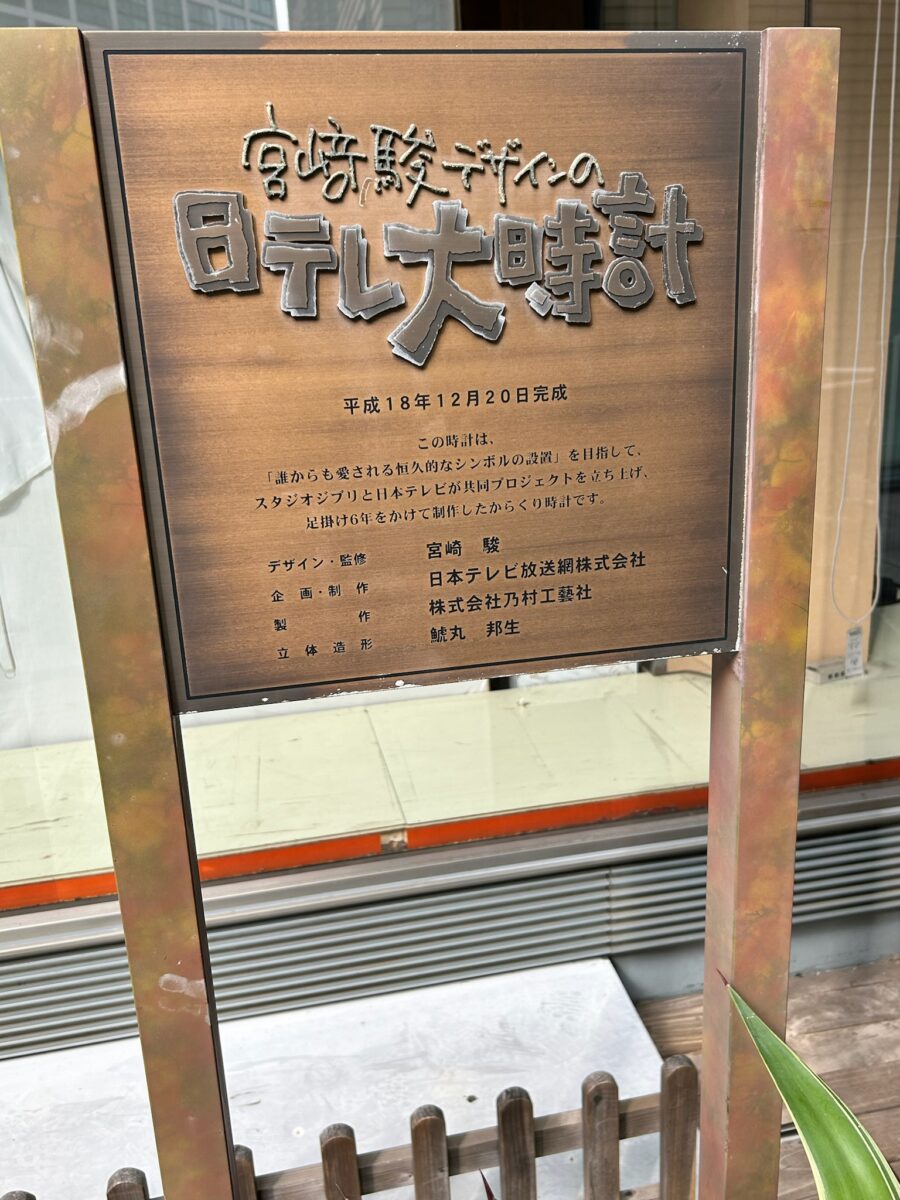 宮﨑駿デザインの
日テレ大時計
平成18年12月20日完成
この時計は、
「誰からも愛される恒久的なシンボルの設置」を目指して、
スタジオジブリと日本テレビが共同プロジェクトを立ち上げ、
足掛け6年をかけて制作したからくり時計です。
デザイン・監修 宮崎 駿
企画・制作 日本テレビ放送網株式会社
製作 株式会社乃村工藝社
立体造形 鯱丸 邦生